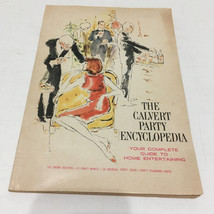 THE
CALVERT
PARTY
ENCYCLOPEDIA
YOUR COMPLETE
GUIDE TO
HOME ENTERTAINING